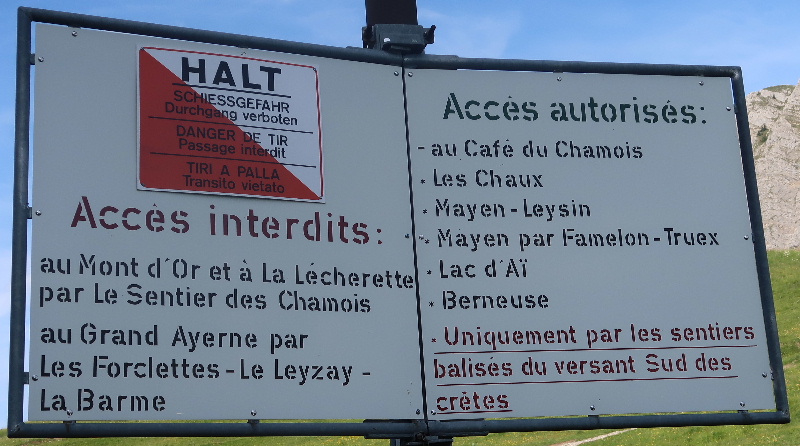 HALT
SCHIESSGEFAHR
Durchgang verboten
DANGER DE TIR
Passage interdit
TIRI A PALLA
Transito vietato
Accès interdits:
au Mont d'Or et à La Lècherette
par Le Sentier des Chamois
au Grand Ayerne par
Les Forclettes - Le Leyzay -
La Barme
Accès autorisés:
- au Café du Chamois
• Les Chaux
• Mayen - Leysin
• Mayen par Famelon - Truex
• Lac d'Aï
• Berneuse
• Uniquement par les sentiers
balisés du versant Sud des
crêtes